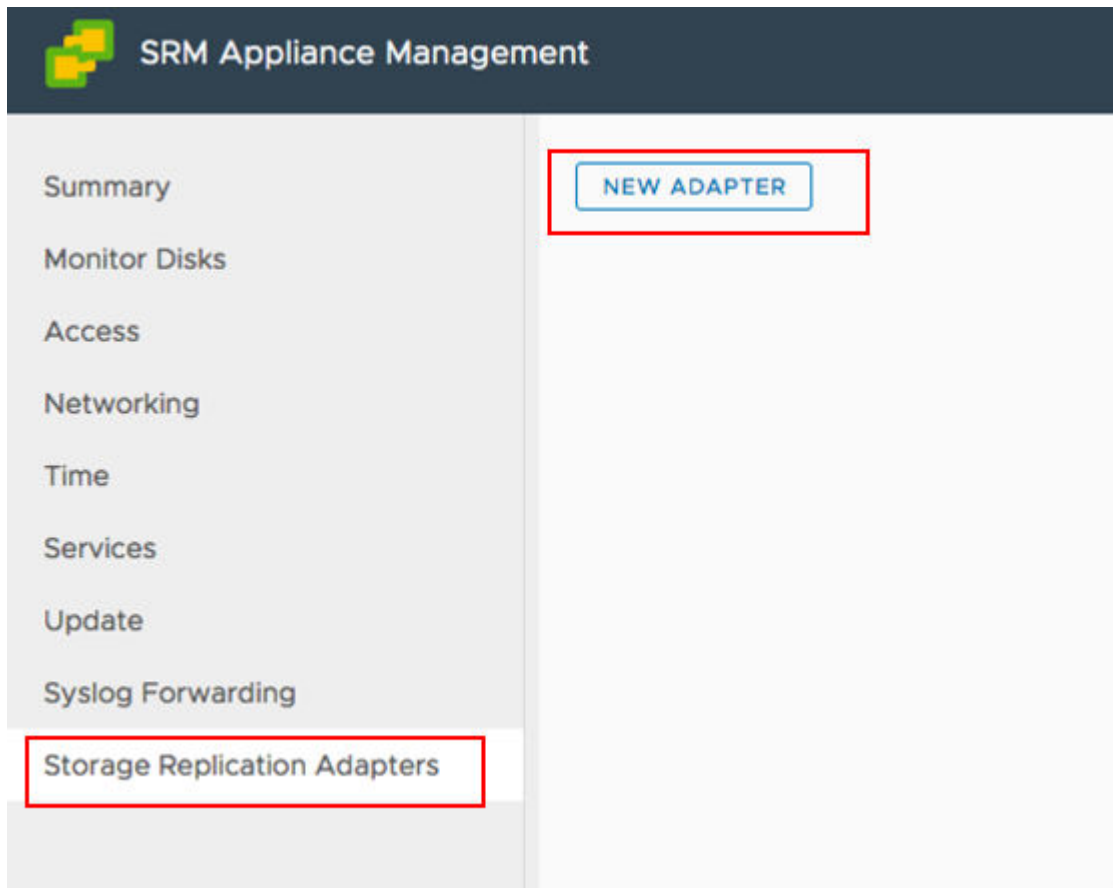 SRM Appliance Management
Summary
NEW ADAPTER
Monitor Disks
Access
Networking
Time
Services
Update
Syslog Forwarding
Storage Replication Adapters